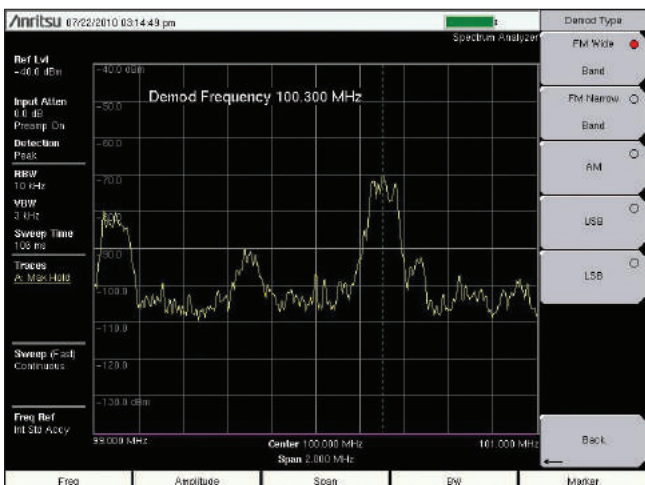 Anritsu 07/22/2010 03:14:49 pm
Spectrum Analyzer
Ref Lvl
-40.0 dBm
Input Atten
0.0 dB
Preamp On
Detection
Peak
RBW
10 kHz
VBW
3 kHz
Sweep Time
106 ms
Traces
A: Max Hold
Sweep (Fast)
Continuous
Freq Ref
Int Std Accy
-40.0 dBm
Demod Frequency 100.300 MHz
-50.0
-60.0
-70.0
-80.0
-90.0
-100.0
-110.0
-120.0
-130.0 dBm
99.000 MHz
Center 100.000 MHz
101.000 MHz
Span 2.000 MHz
Demod Type
FM Wide
Band
FM Narrow
Band
AM
USB
LSB
Back
Freq
Amplitude
Span
BW
Marker